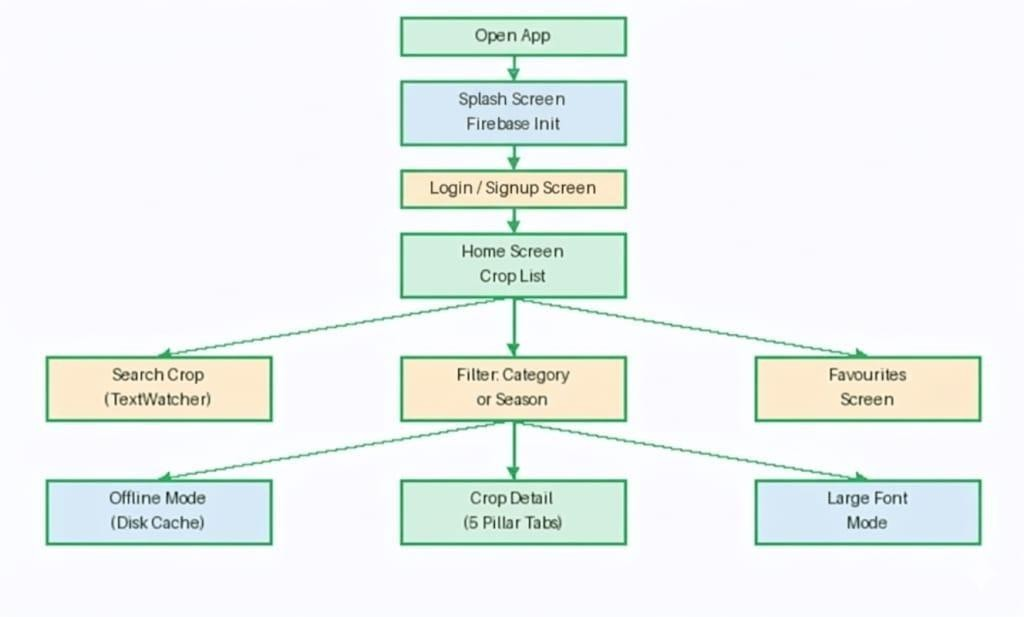 Open App
Splash Screen
Firebase Init
Login / Signup Screen
Home Screen
Crop List
Search Crop
(TextWatcher)
Filter: Category
or Season
Favourites
Screen
Offline Mode
(Disk Cache)
Crop Detail
(5 Pillar Tabs)
Large Font
Mode